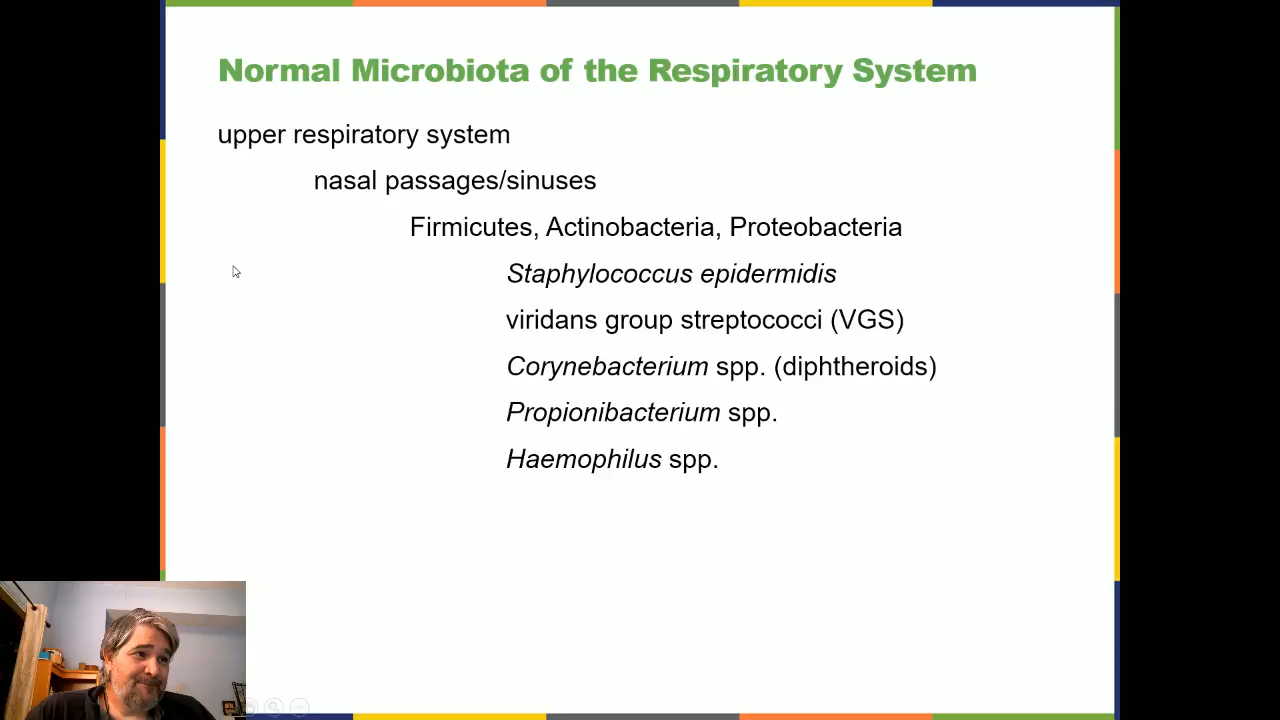 Normal Microbiota of the Respiratory System
upper respiratory system
nasal passages/sinuses
Firmicutes, Actinobacteria, Proteobacteria
Staphylococcus epidermidis
viridans group streptococci (VGS)
Corynebacterium spp. (diphtheroids)
Propionibacterium spp.
Haemophilus spp.